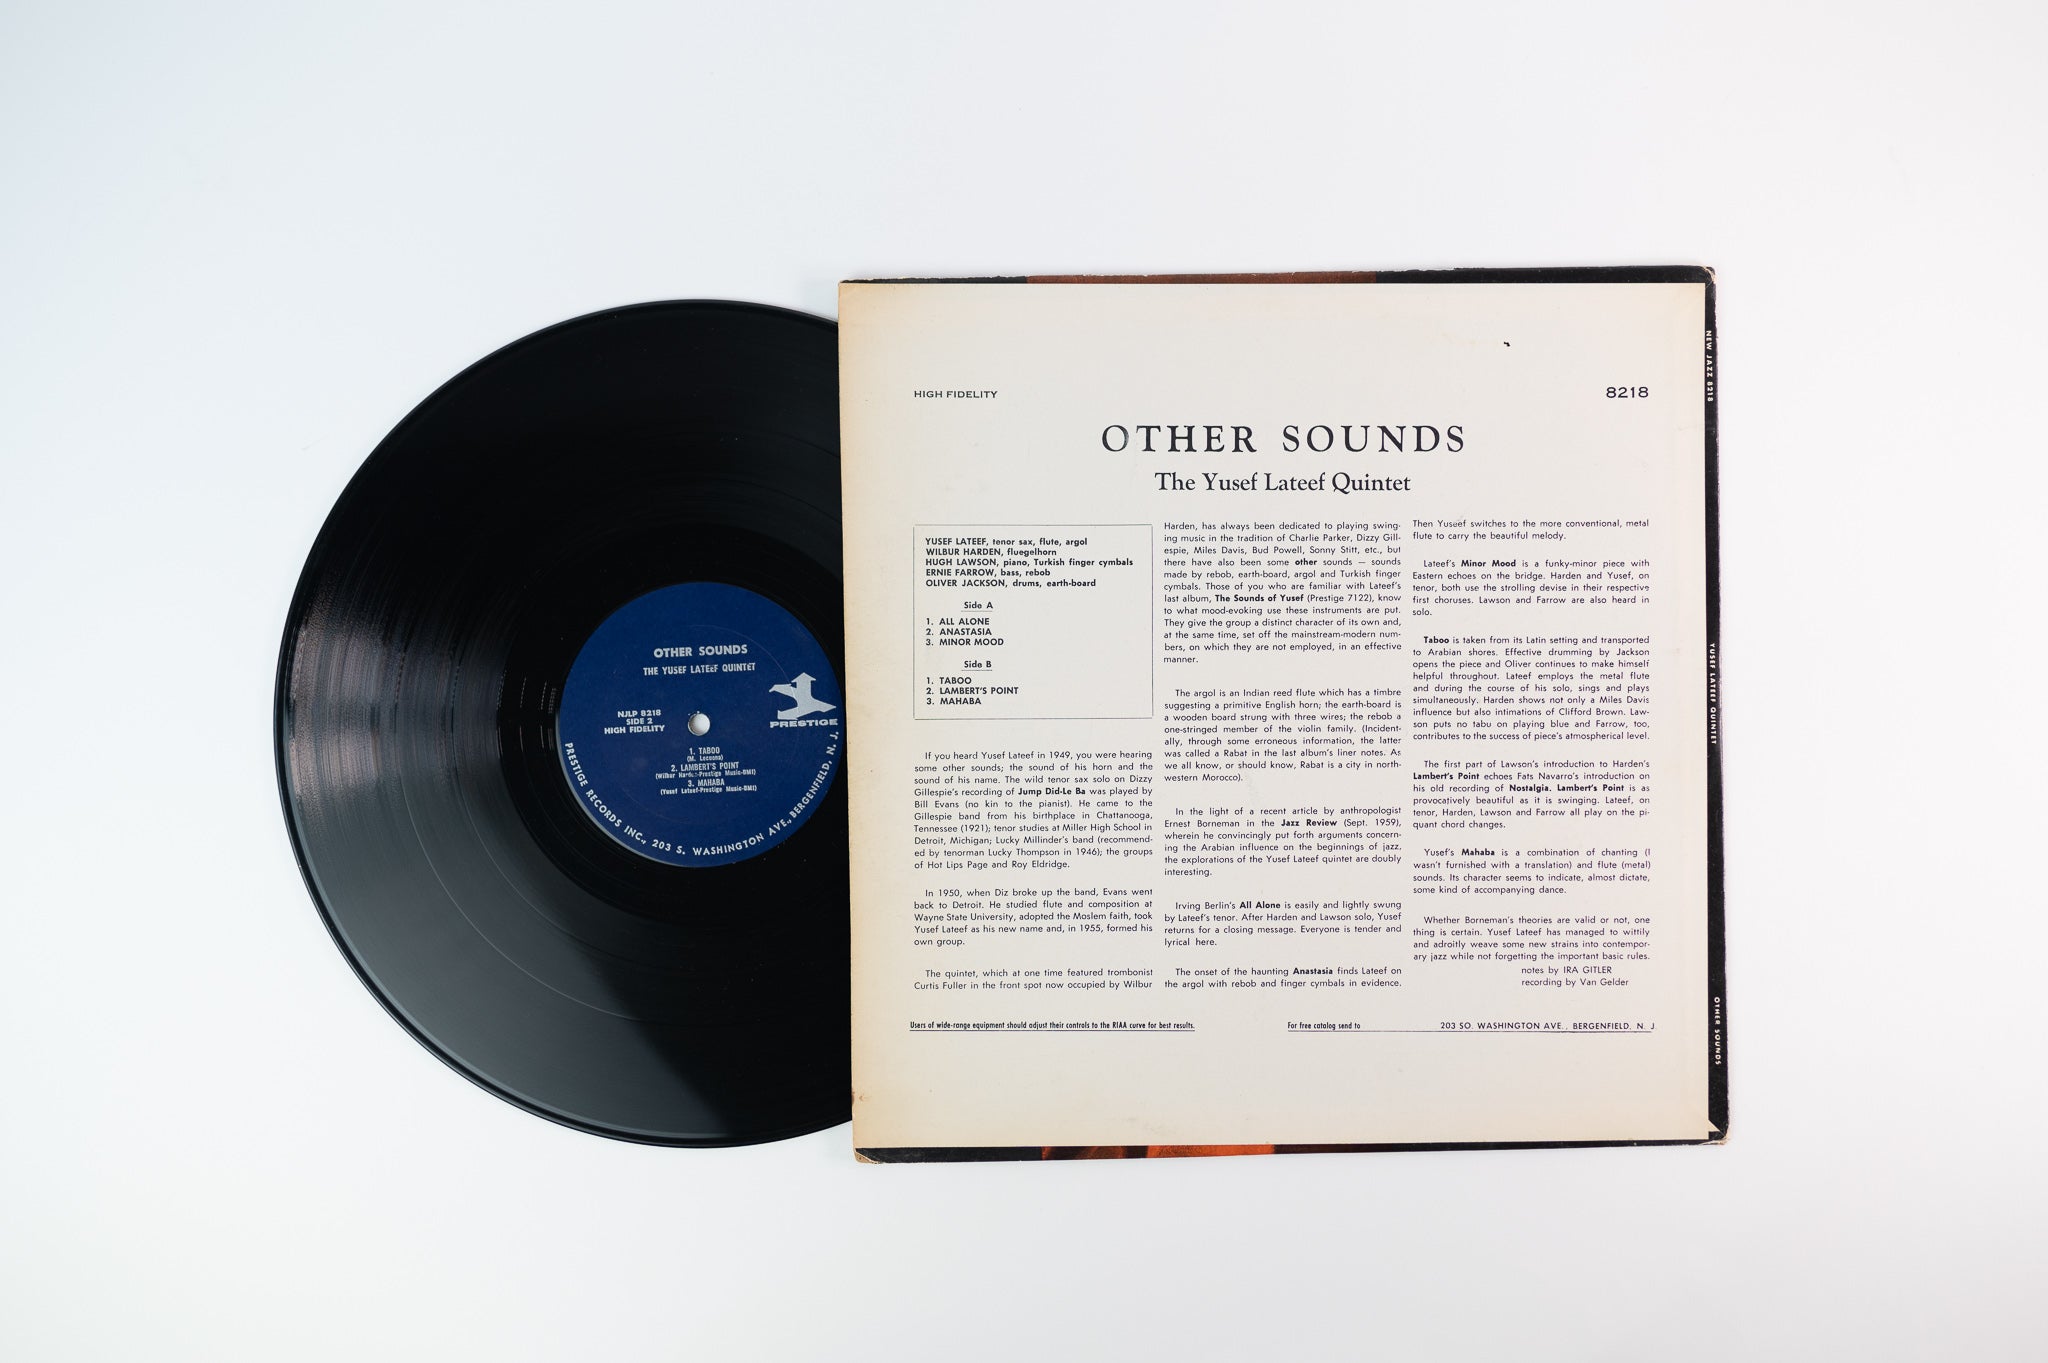 OTHER SOUNDS
THE YUSEF LATEEF QUINTET
NJLP 8218
SIDE 2
HIGH FIDELITY
PRESTIGE
1. TABOO
(M. Lecuona)
2. LAMBERT'S POINT
(Wilbur Harden-Prestige Music-BMI)
3. MAHABA
(Yusef Lateef-Prestige Music-BMI)
PRESTIGE RECORDS INC., 203 S. WASHINGTON AVE., BERGENFIELD, N. J.
HIGH FIDELITY
8218
OTHER SOUNDS
The Yusef Lateef Quintet
YUSEF LATEEF, tenor sax, flute, argol
WILBUR HARDEN, fluegelhorn
HUGH LAWSON, piano, Turkish finger cymbals
ERNIE FARROW, bass, rebob
OLIVER JACKSON, drums, earth-board
Side A
1. ALL ALONE
2. ANASTASIA
3. MINOR MOOD
Side B
1. TABOO
2. LAMBERT'S POINT
3. MAHABA
If you heard Yusef Lateef in 1949, you were hearing
some other sounds; the sound of his horn and the
sound of his name. The wild tenor sax solo on Dizzy
Gillespie's recording of Jump Did-Le Ba was played by
Bill Evans (no kin to the pianist). He came to the
Gillespie band from his birthplace in Chattanooga,
Tennessee (1921); tenor studies at Miller High School in
Detroit, Michigan; Lucky Millinder's band (recommend-
ed by tenorman Lucky Thompson in 1946); the groups
of Hot Lips Page and Roy Eldridge.
In 1950, when Diz broke up the band, Evans went
back to Detroit. He studied flute and composition at
Wayne State University, adopted the Moslem faith, took
Yusef Lateef as his new name and, in 1955, formed his
own group.
The quintet, which at one time featured trombonist
Curtis Fuller in the front spot now occupied by Wilbur
Harden, has always been dedicated to playing swing-
ing music in the tradition of Charlie Parker, Dizzy Gill-
espie, Miles Davis, Bud Powell, Sonny Stitt, etc., but
there have also been some other sounds — sounds
made by rebob, earth-board, argol and Turkish finger
cymbals. Those of you who are familiar with Lateef's
last album, The Sounds of Yusef (Prestige 7122), know
to what mood-evoking use these instruments are put.
They give the group a distinct character of its own and,
at the same time, set off the mainstream-modern num-
bers, on which they are not employed, in an effective
manner.
The argol is an Indian reed flute which has a timbre
suggesting a primitive English horn; the earth-board is
a wooden board strung with three wires; the rebob a
one-stringed member of the violin family. (Incident-
ally, through some erroneous information, the latter
was called a Rabat in the last album's liner notes. As
we all know, or should know, Rabat is a city in north-
western Morocco).
In the light of a recent article by anthropologist
Ernest Borneman in the Jazz Review (Sept. 1959),
wherein he convincingly put forth arguments concern-
ing the Arabian influence on the beginnings of jazz,
the explorations of the Yusef Lateef quintet are doubly
interesting.
Irving Berlin's All Alone is easily and lightly swung
by Lateef's tenor. After Harden and Lawson solo, Yusef
returns for a closing message. Everyone is tender and
lyrical here.
The onset of the haunting Anastasia finds Lateef on
the argol with rebob and finger cymbals in evidence.
Then Yuseef switches to the more conventional, metal
flute to carry the beautiful melody.
Lateef's Minor Mood is a funky-minor piece with
Eastern echoes on the bridge. Harden and Yusef, on
tenor, both use the strolling devise in their respective
first choruses. Lawson and Farrow are also heard in
solo.
Taboo is taken from its Latin setting and transported
to Arabian shores. Effective drumming by Jackson
opens the piece and Oliver continues to make himself
helpful throughout. Lateef employs the metal flute
and during the course of his solo, sings and plays
simultaneously. Harden shows not only a Miles Davis
influence but also intimations of Clifford Brown. Law-
son puts no tabu on playing blue and Farrow, too,
contributes to the success of piece's atmospherical level.
The first part of Lawson's introduction to Harden's
Lambert's Point echoes Fats Navarro's introduction on
his old recording of Nostalgia. Lambert's Point is as
provocatively beautiful as it is swinging. Lateef, on
tenor, Harden, Lawson and Farrow all play on the pi-
quant chord changes.
Yusef's Mahaba is a combination of chanting (I
wasn't furnished with a translation) and flute (metal)
sounds. Its character seems to indicate, almost dictate,
some kind of accompanying dance.
Whether Borneman's theories are valid or not, one
thing is certain. Yusef Lateef has managed to wittily
and adroitly weave some new strains into contempor-
ary jazz while not forgetting the important basic rules.
notes by IRA GITLER
recording by Van Gelder
Users of wide-range equipment should adjust their controls to the RIAA curve for best results.
For free catalog send to
203 SO. WASHINGTON AVE., BERGENFIELD, N. J.
NEW JAZZ 8218
YUSEF LATEEF QUINTET
OTHER SOUNDS